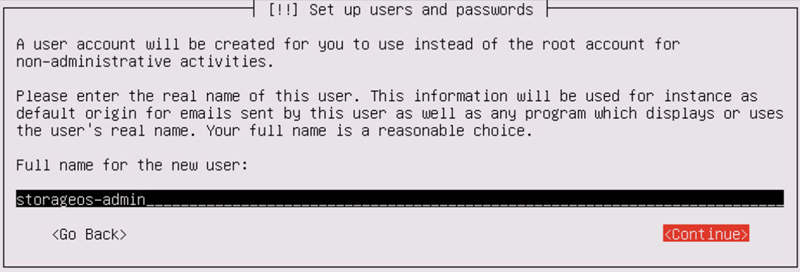 [!!] Set up users and passwords
A user account will be created for you to use instead of the root account for
non-administrative activities.
Please enter the real name of this user. This information will be used for instance as
default origin for emails sent by this user as well as any program which displays or uses
the user's real name. Your full name is a reasonable choice.
Full name for the new user:
storageos-admin
<Go Back> <Continue>